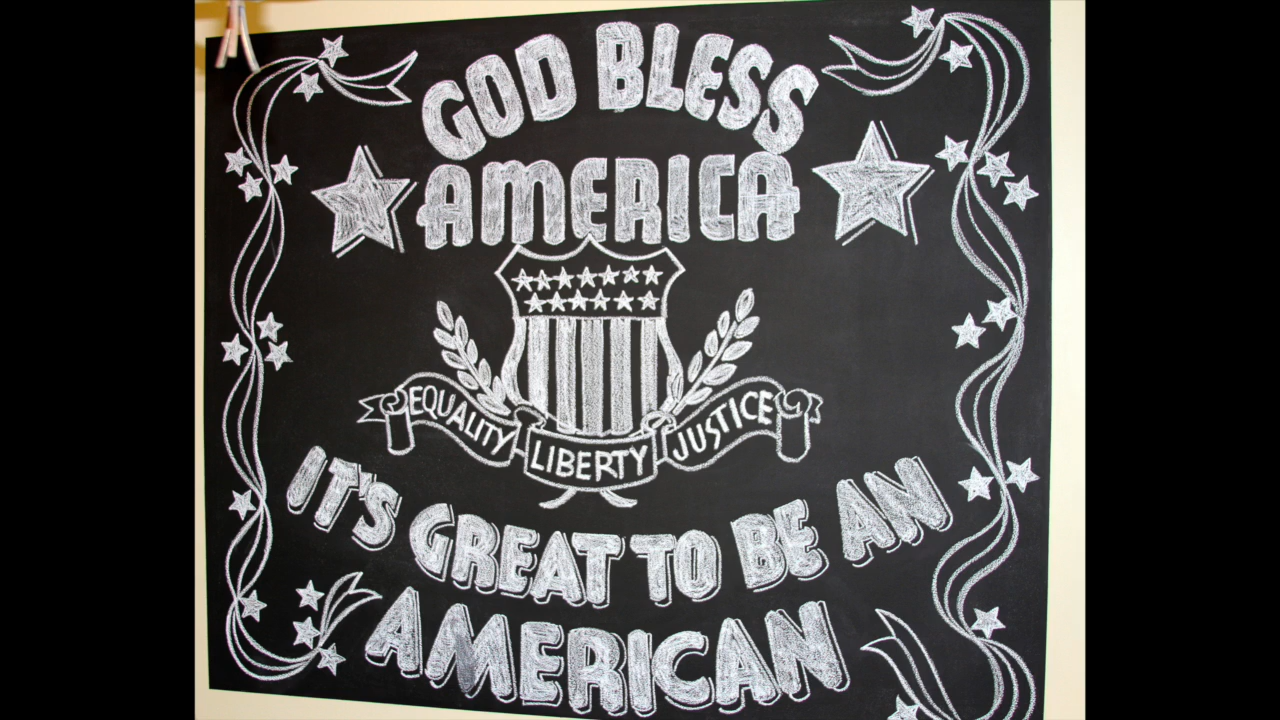 GOD BLESS
AMERICA
EQUALITY LIBERTY JUSTICE
IT'S GREAT TO BE AN
AMERICAN